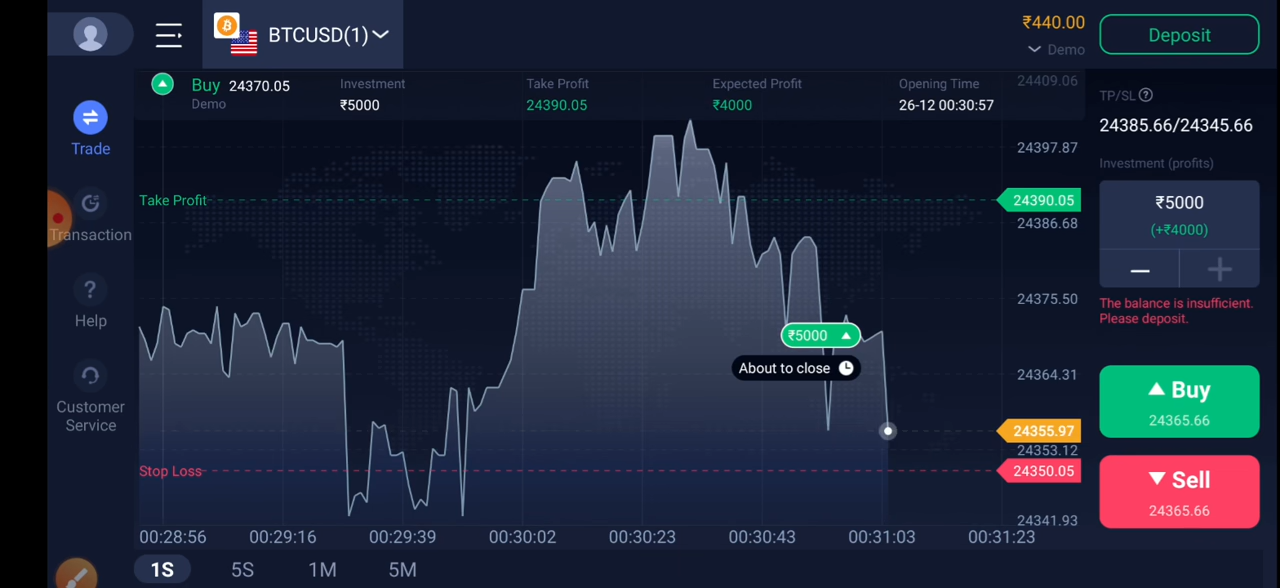 BTCUSD(1)
₹440.00
Demo
Deposit
Buy 24370.05
Demo
Investment
₹5000
Take Profit
24390.05
Expected Profit
₹4000
Opening Time
26-12 00:30:57
24409.06
TP/SL ?
24385.66/24345.66
Trade
Transaction
?
Help
Customer
Service
Take Profit
Stop Loss
₹5000
About to close
24397.87
24390.05
24386.68
24375.50
24364.31
24355.97
24353.12
24350.05
24341.93
Investment (profits)
₹5000
(+₹4000)
The balance is insufficient.
Please deposit.
Buy
24365.66
Sell
24365.66
00:28:56 00:29:16 00:29:39 00:30:02 00:30:23 00:30:43 00:31:03 00:31:23
1S 5S 1M 5M